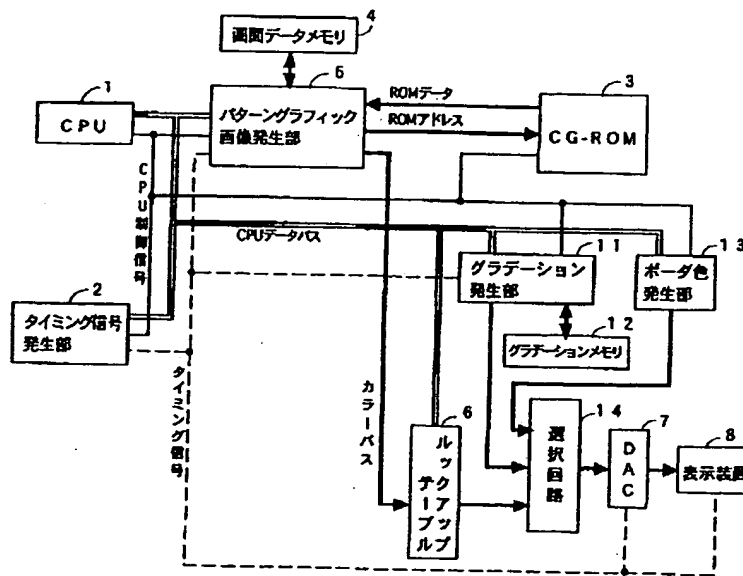 4
画面データメモリ
1
CPU
5
パターングラフィック
画像発生部
ROMデータ
ROMアドレス
3
CG-ROM
CPU制御信号
CPUデータバス
11
グラデーション
発生部
13
ボーダ色
発生部
2
タイミング信号
発生部
12
グラデーションメモリ
タイミング信号
カラーバス
6
ルックアップ
テーブル
14
選択回路
7
DAC
8
表示装置